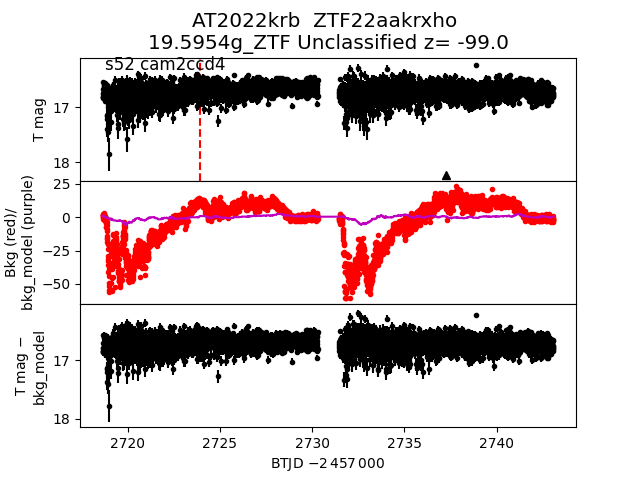 AT2022krb  ZTF22aakrxho
19.5954g_ZTF Unclassified z= -99.0
s52 cam2ccd4
T mag
17
18
Bkg (red)/
bkg_model (purple)
25
0
−25
−50
T mag −
bkg_model
17
18
2720
2725
2730
2735
2740
BTJD −2 457 000